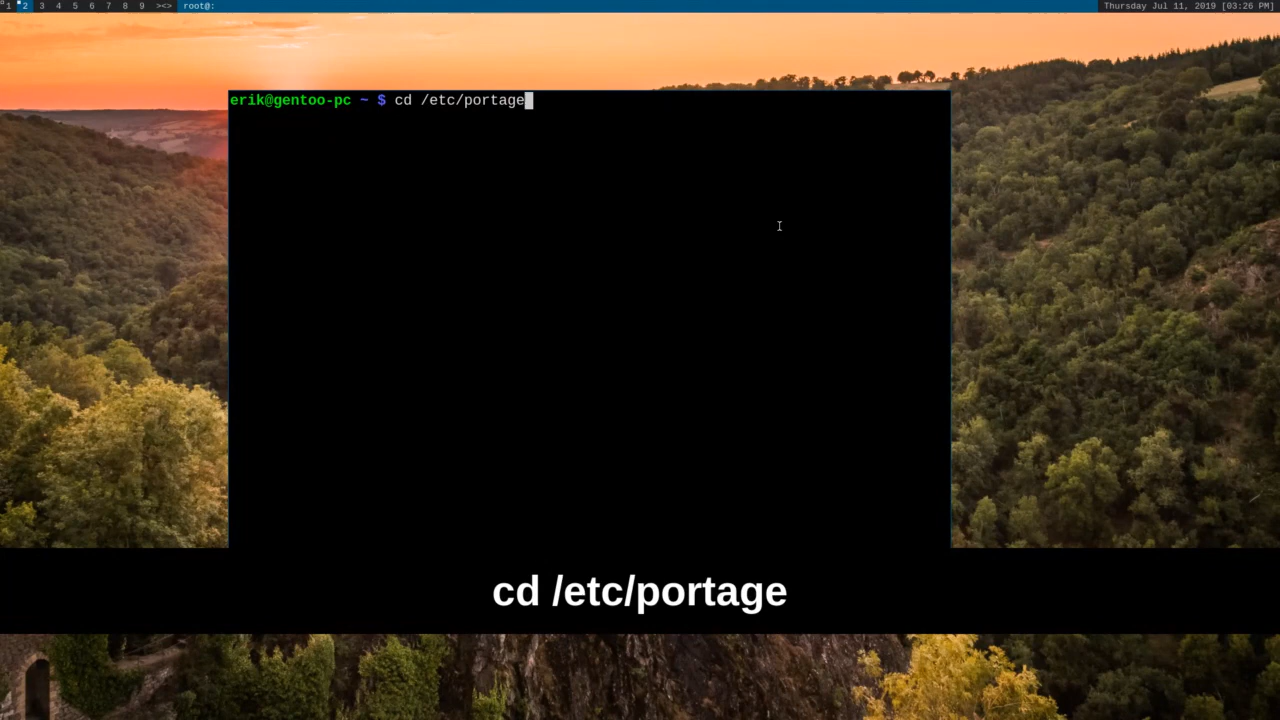 1 2 3 4 5 6 7 8 9 ><> root@: Thursday Jul 11, 2019 [03:26 PM]
erik@gentoo-pc ~ $ cd /etc/portage
cd /etc/portage